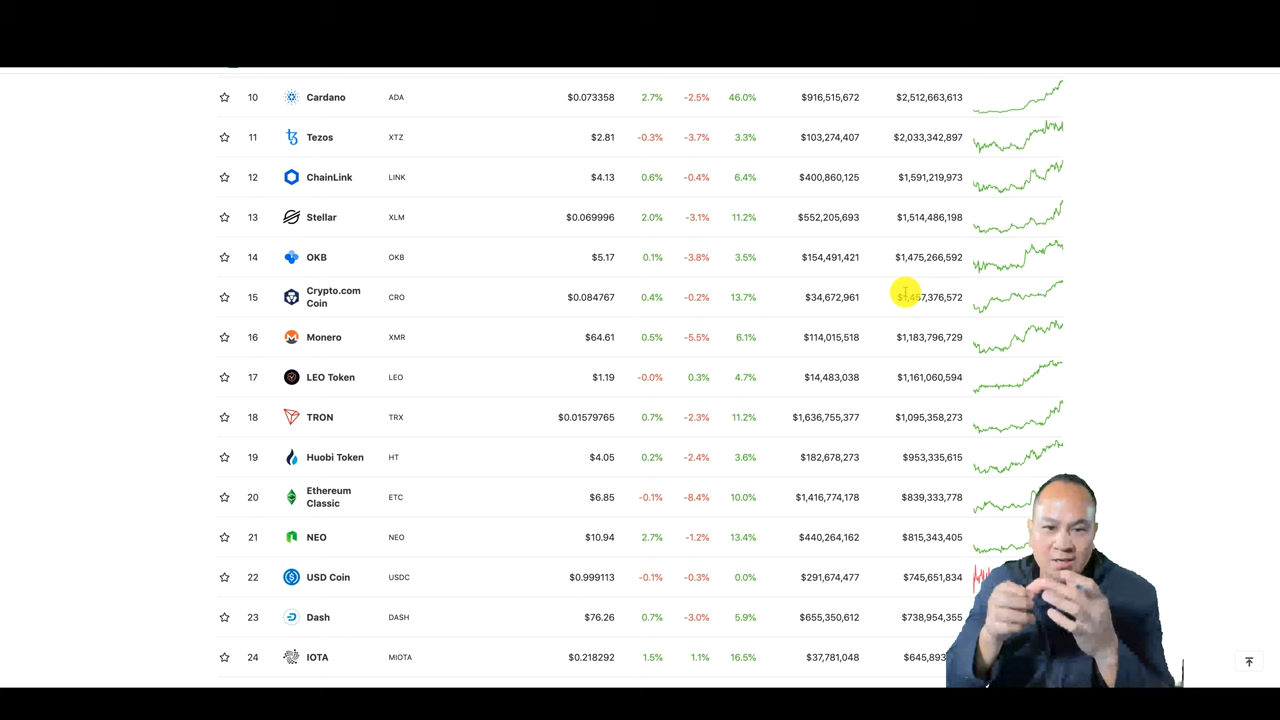 10 Cardano ADA $0.073358 2.7% -2.5% 46.0% $916,515,672 $2,512,663,613
11 Tezos XTZ $2.81 -0.3% -3.7% 3.3% $103,274,407 $2,033,342,897
12 ChainLink LINK $4.13 0.6% -0.4% 6.4% $400,860,125 $1,591,219,973
13 Stellar XLM $0.069996 2.0% -3.1% 11.2% $552,205,693 $1,514,486,198
14 OKB OKB $5.17 0.1% -3.8% 3.5% $154,491,421 $1,475,266,592
15 Crypto.com Coin CRO $0.084767 0.4% -0.2% 13.7% $34,672,961 $1,457,376,572
16 Monero XMR $64.61 0.5% -5.5% 6.1% $114,015,518 $1,183,796,729
17 LEO Token LEO $1.19 -0.0% 0.3% 4.7% $14,483,038 $1,161,060,594
18 TRON TRX $0.01579765 0.7% -2.3% 11.2% $1,636,755,377 $1,095,358,273
19 Huobi Token HT $4.05 0.2% -2.4% 3.6% $182,678,273 $953,335,615
20 Ethereum Classic ETC $6.85 -0.1% -8.4% 10.0% $1,416,774,178 $839,333,778
21 NEO NEO $10.94 2.7% -1.2% 13.4% $440,264,162 $815,343,405
22 USD Coin USDC $0.999113 -0.1% -0.3% 0.0% $291,674,477 $745,651,834
23 Dash DASH $76.26 0.7% -3.0% 5.9% $655,350,612 $738,954,355
24 IOTA MIOTA $0.218292 1.5% 1.1% 16.5% $37,781,048 $645,893